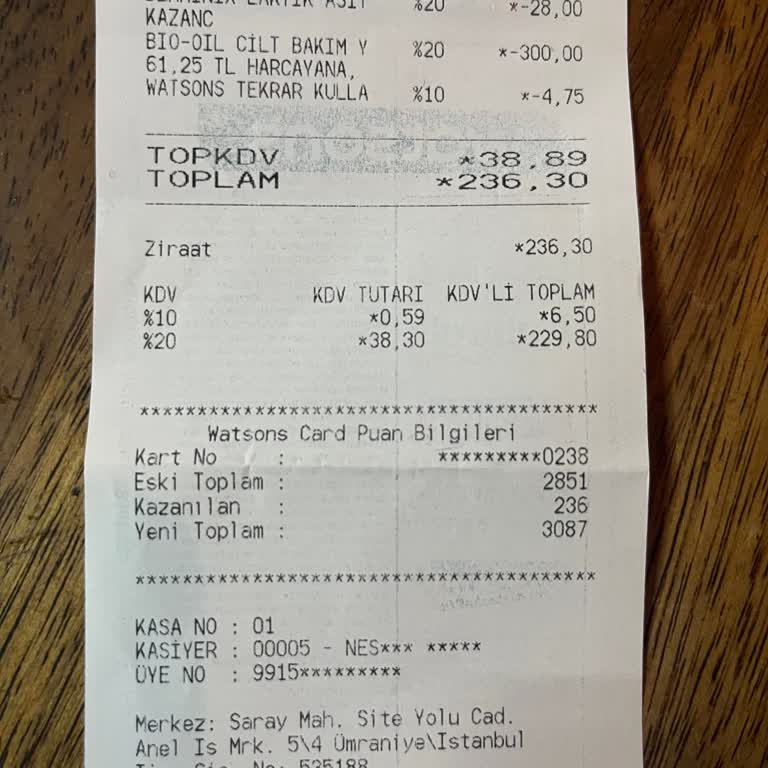 %20 *-28,00
KAZANC
BIO-OIL CİLT BAKIM Y %20 *-300,00
61,25 TL HARCAYANA,
WATSONS TEKRAR KULLA %10 *-4,75
TOPKDV *38,89
TOPLAM *236,30
Ziraat *236,30
KDV KDV TUTARI KDV'Lİ TOPLAM
%10 *0,59 *6,50
%20 *38,30 *229,80
******************************************
Watsons Card Puan Bilgileri
Kart No : *********0238
Eski Toplam : 2851
Kazanılan : 236
Yeni Toplam : 3087
******************************************
KASA NO : 01
KASİYER : 00005 - NES*** *****
ÜYE NO : 9915*********
Merkez: Saray Mah. Site Yolu Cad.
Anel Is Mrk. 5\4 Ümraniye\Istanbul
535188